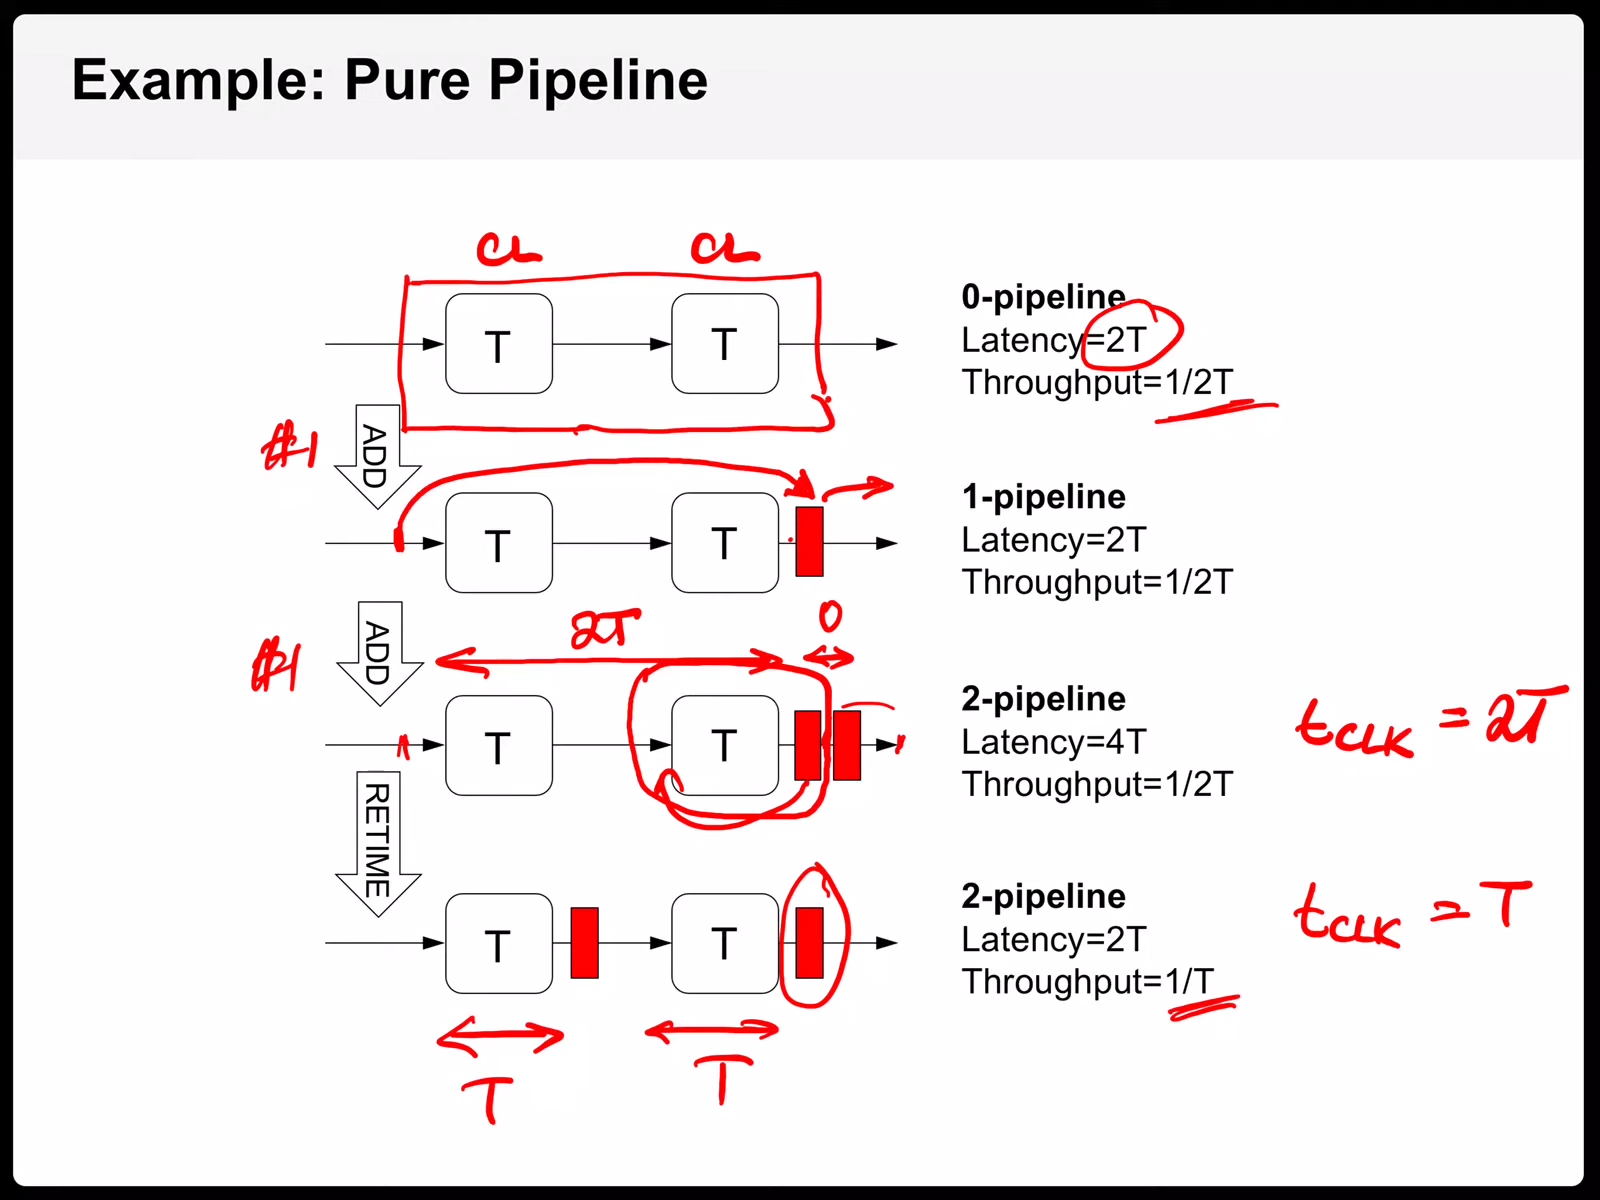 Example: Pure Pipeline
CL CL
T T
0-pipeline
Latency=2T
Throughput=1/2T
#1 ADD
T T
1-pipeline
Latency=2T
Throughput=1/2T
#1 ADD
2T 0
T T
2-pipeline
Latency=4T
Throughput=1/2T
tCLK = 2T
RETIME
T T
2-pipeline
Latency=2T
Throughput=1/T
tCLK = T
T T